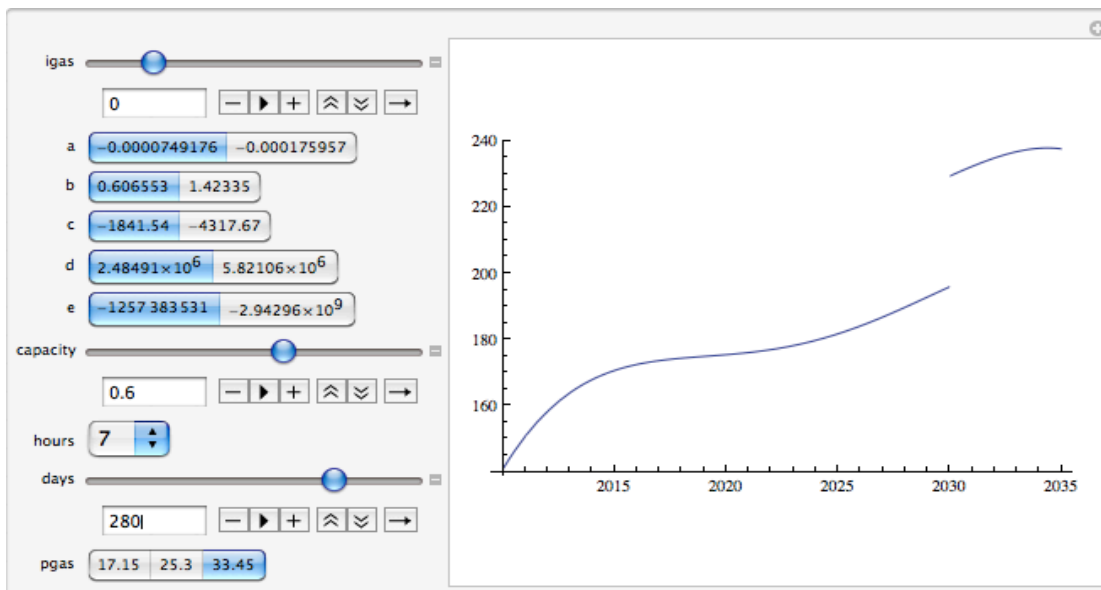 igas
0
a −0.0000749176 −0.000175957
b 0.606553 1.42335
c −1841.54 −4317.67
d 2.48491×10^6 5.82106×10^6
e −1257383531 −2.94296×10^9
capacity
0.6
hours 7
days
280
pgas 17.15 25.3 33.45
240
220
200
180
160
2015 2020 2025 2030 2035